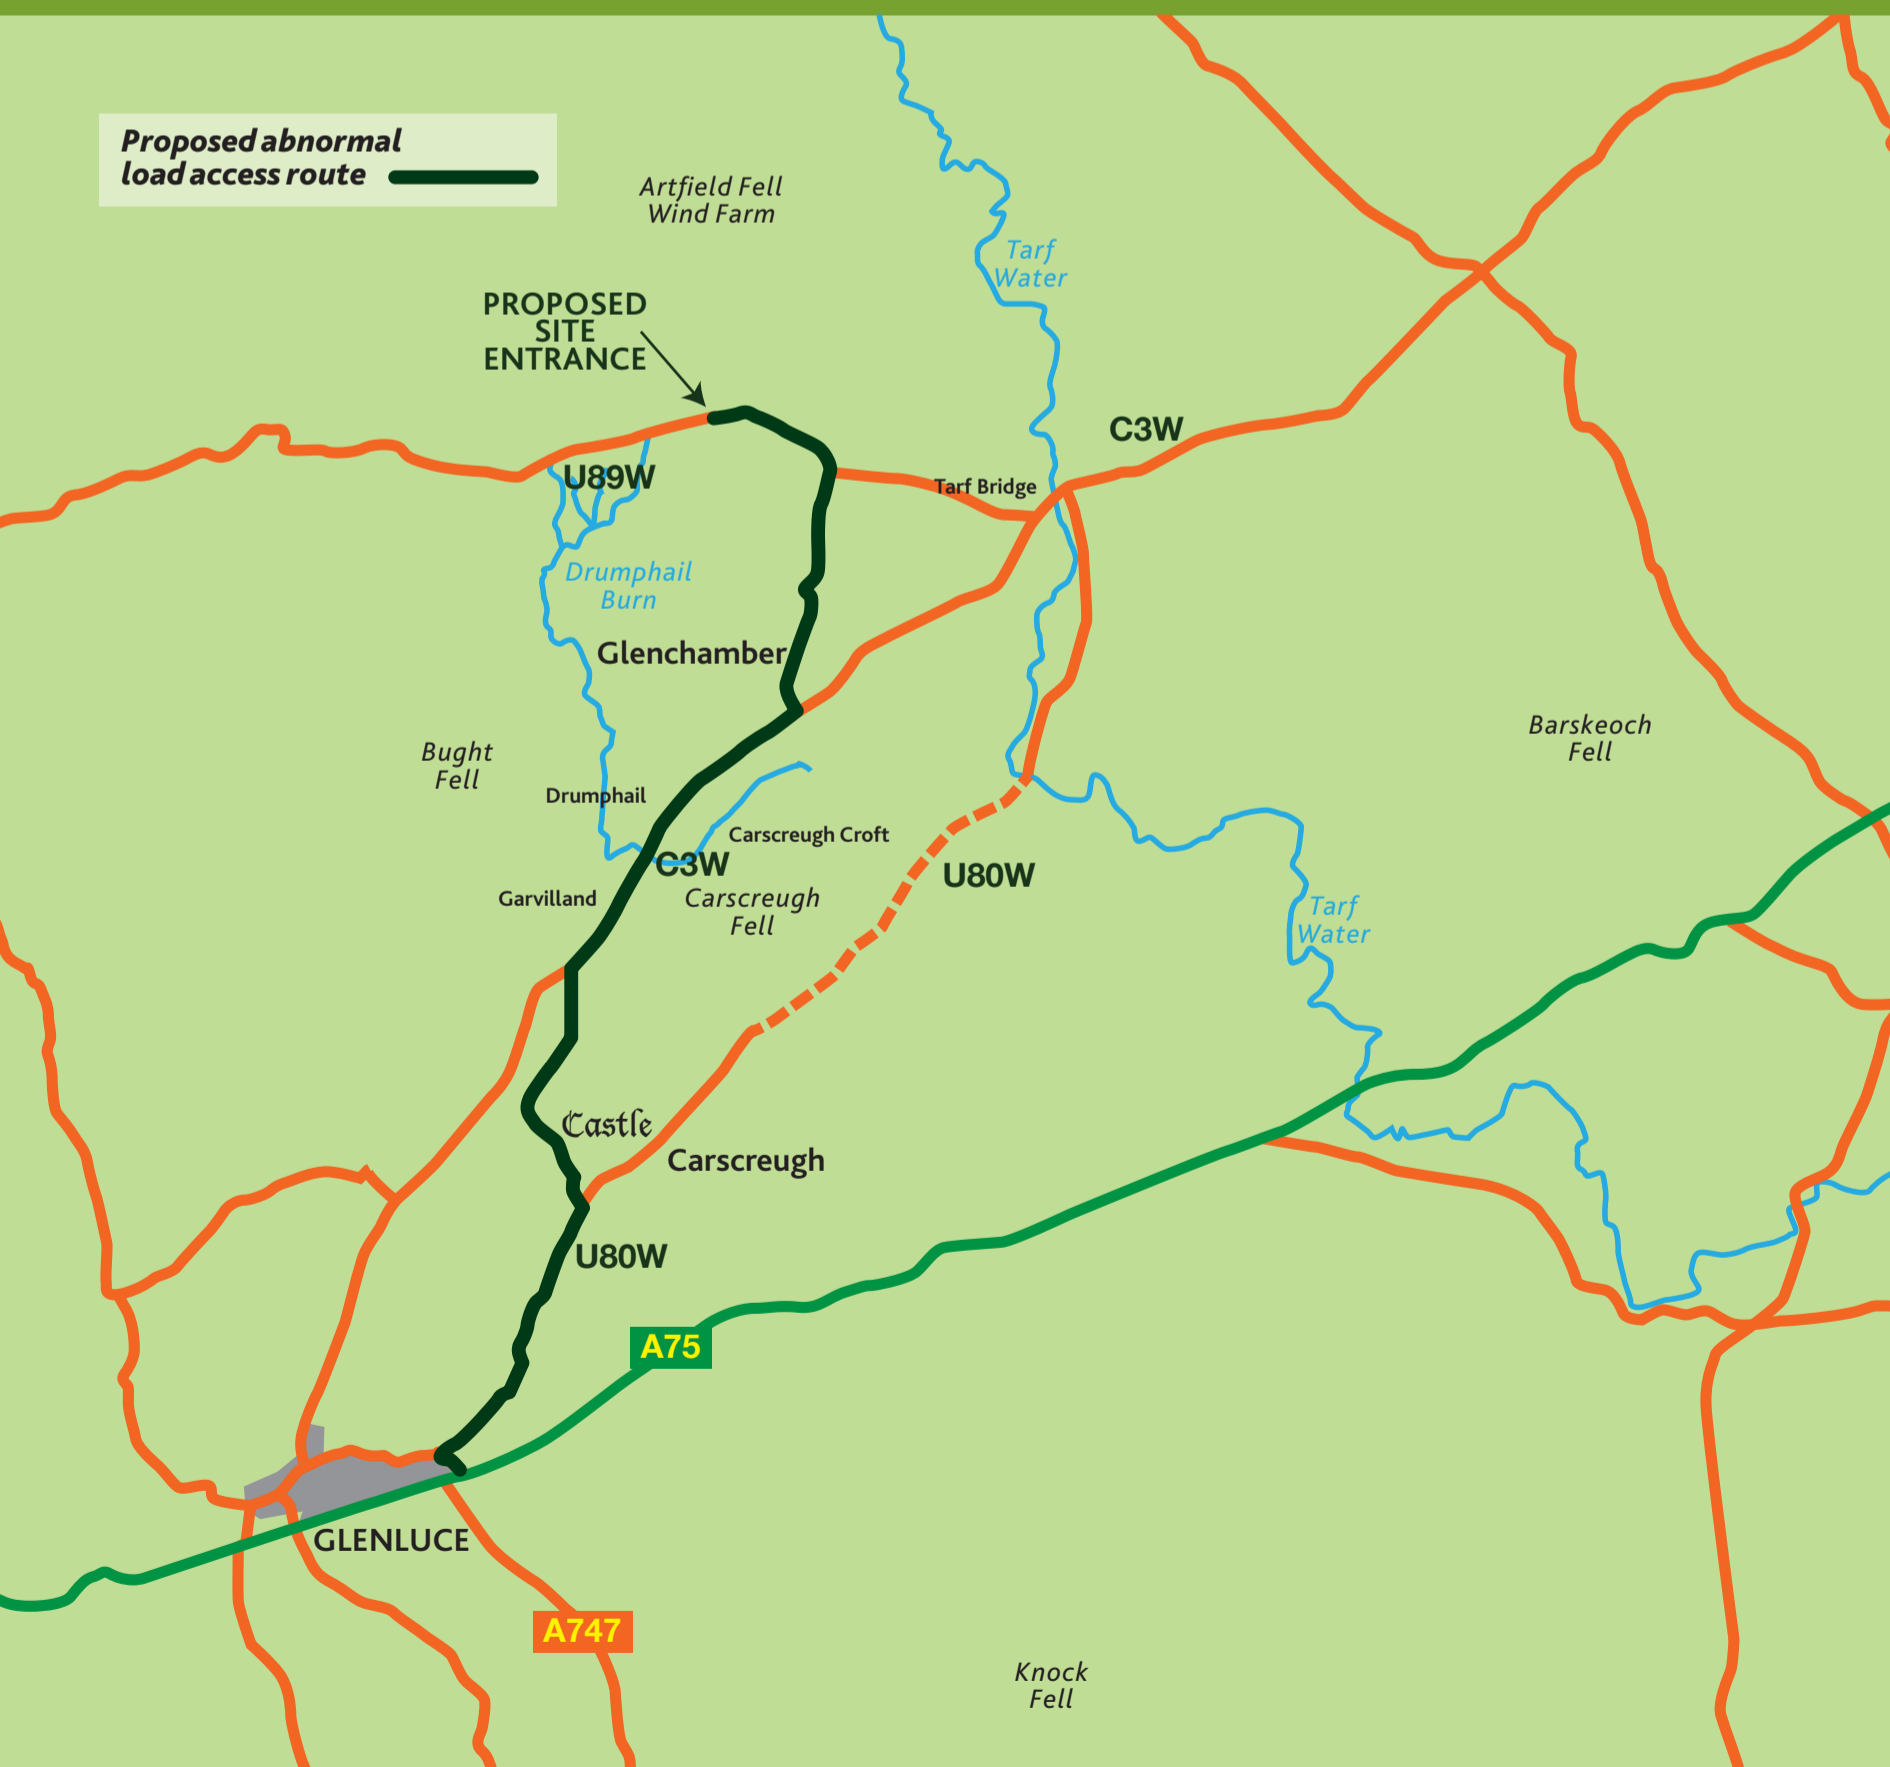 Proposed abnormal
load access route
Artfield Fell
Wind Farm
Tarf
Water
PROPOSED
SITE
ENTRANCE
C3W
U89W
Tarf Bridge
Drumphail
Burn
Glenchamber
Barskeoch
Fell
Bught
Fell
Drumphail
Carscreugh Croft
C3W
U80W
Garvilland
Carscreugh
Fell
Tarf
Water
Castle
Carscreugh
U80W
A75
GLENLUCE
A747
Knock
Fell